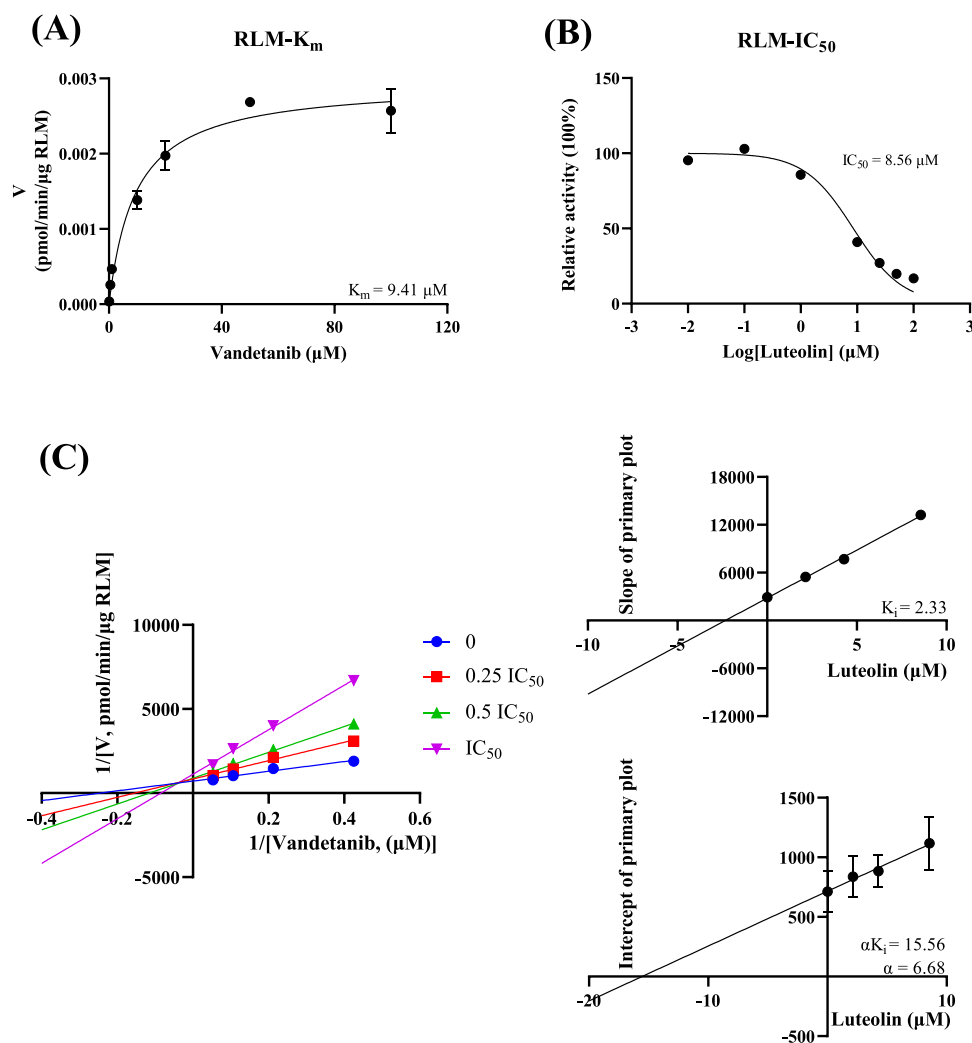 (A)
RLM-Km
V
(pmol/min/µg RLM)
0.003
0.002
0.001
0.000
0
40
80
120
Km = 9.41 µM
Vandetanib (µM)
(B)
RLM-IC50
Relative activity (100%)
150
100
50
0
-3
-2
-1
0
1
2
3
IC50 = 8.56 µM
Log[Luteolin] (µM)
(C)
1/[V, pmol/min/µg RLM]
10000
5000
-5000
-0.4
-0.2
0.2
0.4
0.6
1/[Vandetanib, (µM)]
0
0.25 IC50
0.5 IC50
IC50
Slope of primary plot
18000
12000
6000
-6000
-12000
-10
-5
5
10
Ki = 2.33
Luteolin (µM)
Intercept of primary plot
1500
1000
500
-500
-20
-10
10
αKi = 15.56
α = 6.68
Luteolin (µM)